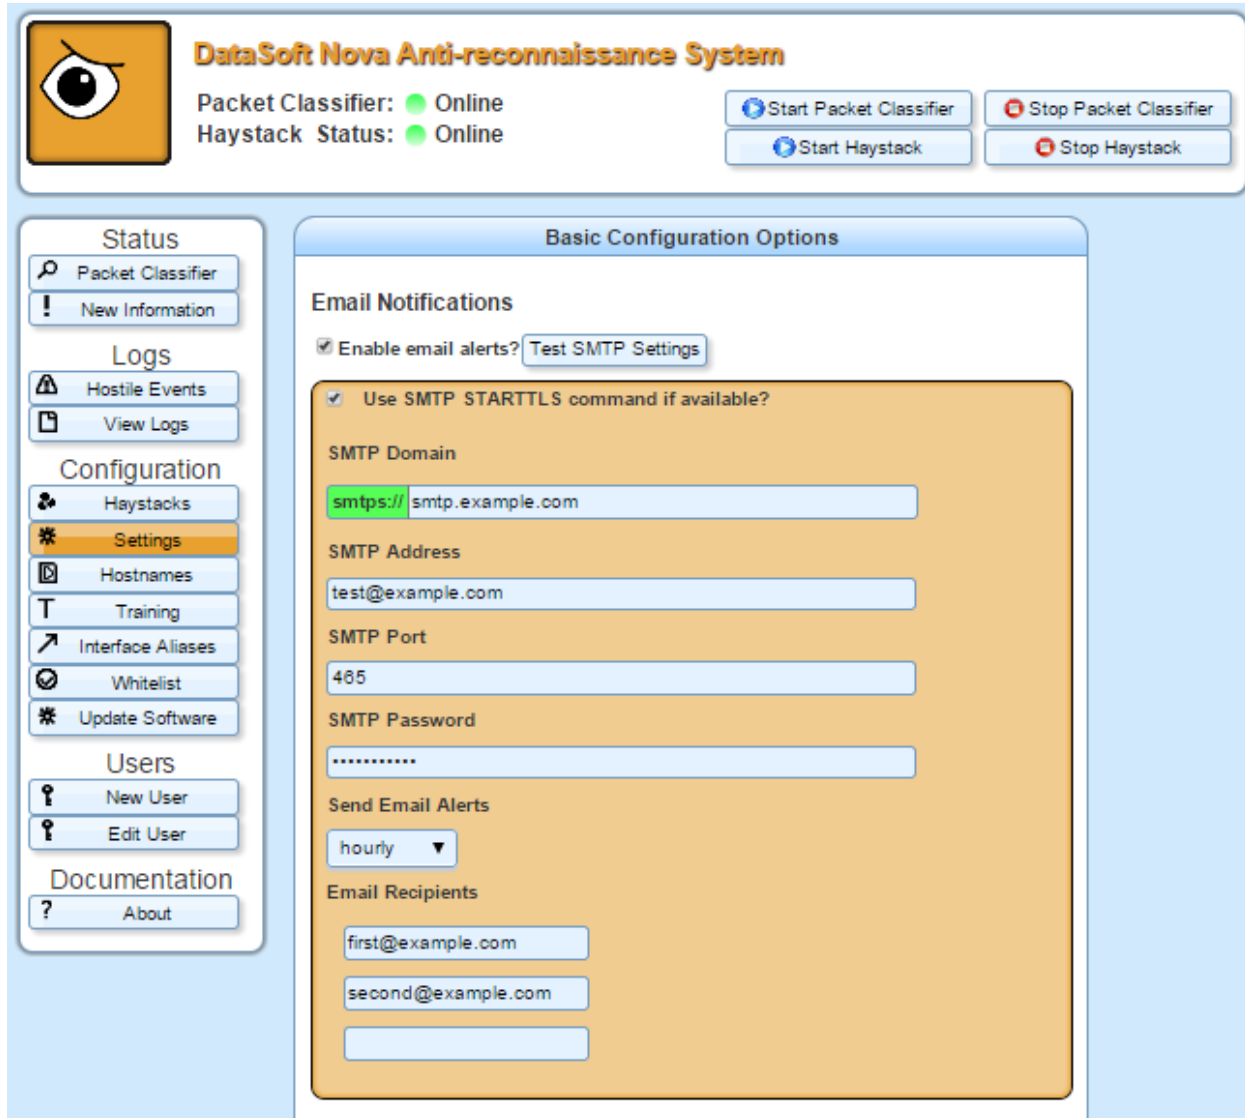 DataSoft Nova Anti-reconnaissance System
Packet Classifier: Online
Haystack Status: Online
Start Packet Classifier
Stop Packet Classifier
Start Haystack
Stop Haystack
Status
Packet Classifier
New Information
Logs
Hostile Events
View Logs
Configuration
Haystacks
Settings
Hostnames
Training
Interface Aliases
Whitelist
Update Software
Users
New User
Edit User
Documentation
About
Basic Configuration Options
Email Notifications
Enable email alerts? Test SMTP Settings
Use SMTP STARTTLS command if available?
SMTP Domain
smtps:// smtp.example.com
SMTP Address
test@example.com
SMTP Port
465
SMTP Password
•••••••••••
Send Email Alerts
hourly
Email Recipients
first@example.com
second@example.com